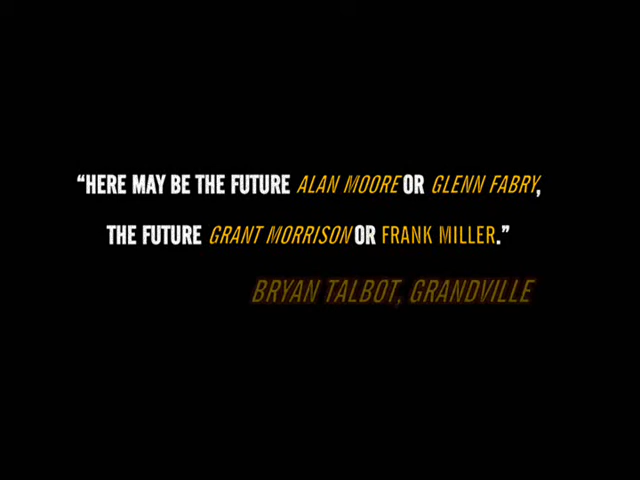 “HERE MAY BE THE FUTURE ALAN MOORE OR GLENN FABRY,
THE FUTURE GRANT MORRISON OR FRANK MILLER.”
BRYAN TALBOT, GRANDVILLE